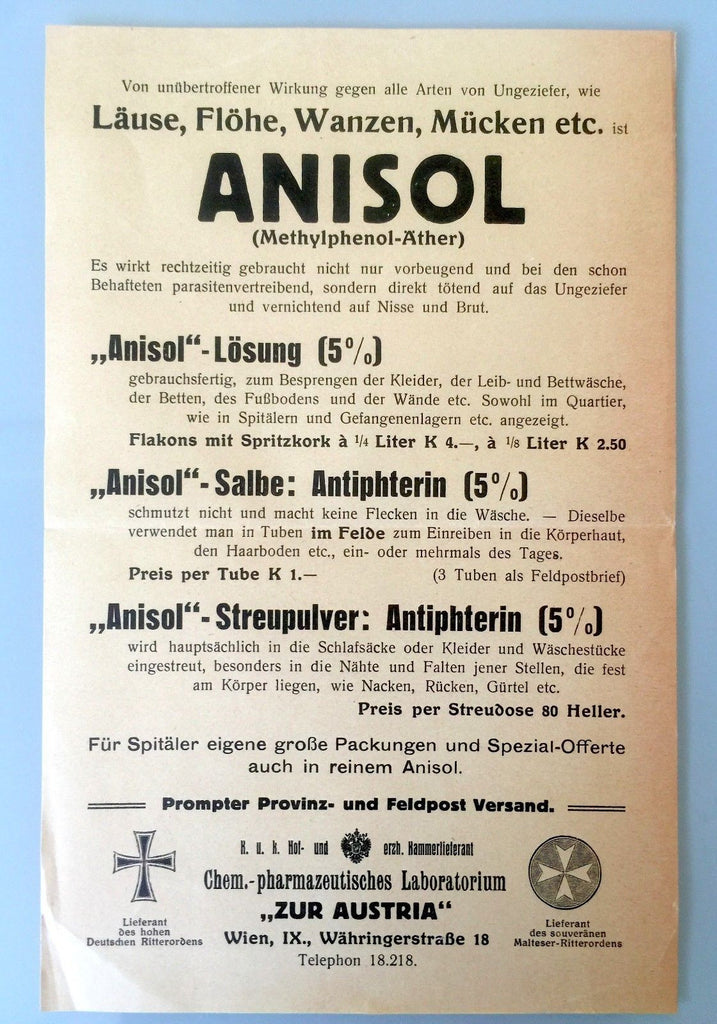 Von unübertroffener Wirkung gegen alle Arten von Ungeziefer, wie
Läuse, Flöhe, Wanzen, Mücken etc. ist
ANISOL
(Methylphenol-Äther)
Es wirkt rechtzeitig gebraucht nicht nur vorbeugend und bei den schon
Behafteten parasitenvertreibend, sondern direkt tötend auf das Ungeziefer
und vernichtend auf Nisse und Brut.
„Anisol“-Lösung (5%)
gebrauchsfertig, zum Besprengen der Kleider, der Leib- und Bettwäsche,
der Betten, des Fußbodens und der Wände etc. Sowohl im Quartier,
wie in Spitälern und Gefangenenlagern etc. angezeigt.
Flakons mit Spritzkork à 1/4 Liter K 4.—, à 1/8 Liter K 2.50
„Anisol“-Salbe: Antiphterin (5%)
schmutzt nicht und macht keine Flecken in die Wäsche. — Dieselbe
verwendet man in Tuben im Felde zum Einreiben in die Körperhaut,
den Haarboden etc., ein- oder mehrmals des Tages.
Preis per Tube K 1.— (3 Tuben als Feldpostbrief)
„Anisol“-Streupulver: Antiphterin (5%)
wird hauptsächlich in die Schlafsäcke oder Kleider und Wäschestücke
eingestreut, besonders in die Nähte und Falten jener Stellen, die fest
am Körper liegen, wie Nacken, Rücken, Gürtel etc.
Preis per Streudose 80 Heller.
Für Spitäler eigene große Packungen und Spezial-Offerte
auch in reinem Anisol.
Prompter Provinz- und Feldpost Versand.
K. u. k. Hof- und erzh. Kammerlieferant
Chem.-pharmazeutisches Laboratorium
„ZUR AUSTRIA“
Wien, IX., Währingerstraße 18
Telephon 18.218.
Lieferant
des hohen
Deutschen Ritterordens
Lieferant
des souveränen
Malteser-Ritterordens